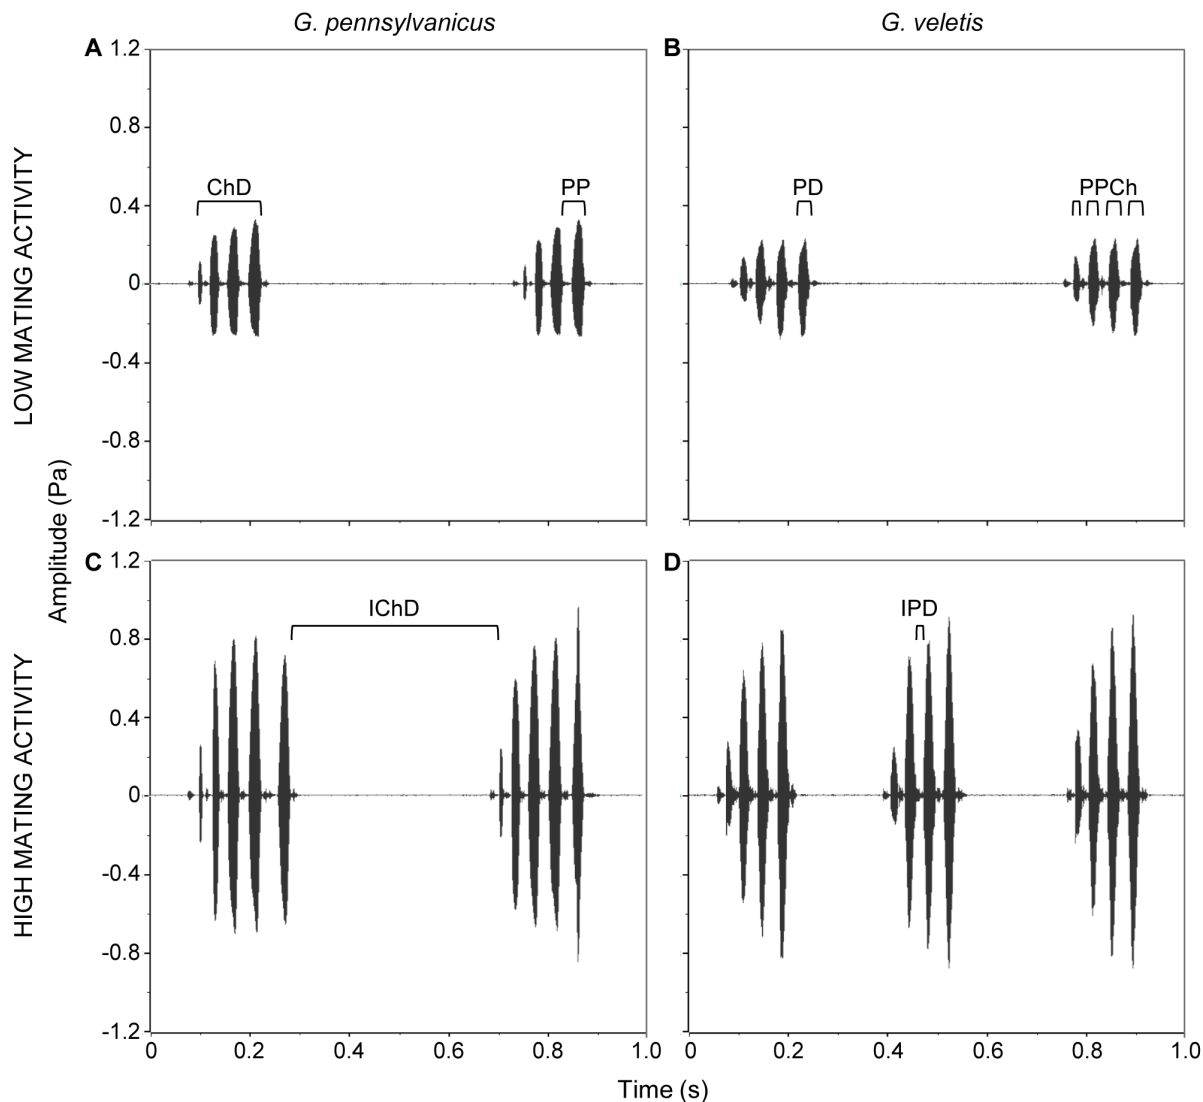 G. pennsylvanicus
G. veletis
A
B
LOW MATING ACTIVITY
1.2
0.8
0.4
0
-0.4
-0.8
-1.2
ChD
PP
PD
PPCh
Amplitude (Pa)
C
D
HIGH MATING ACTIVITY
1.2
0.8
0.4
0
-0.4
-0.8
-1.2
IChD
IPD
0 0.2 0.4 0.6 0.8 1.0
0 0.2 0.4 0.6 0.8 1.0
Time (s)